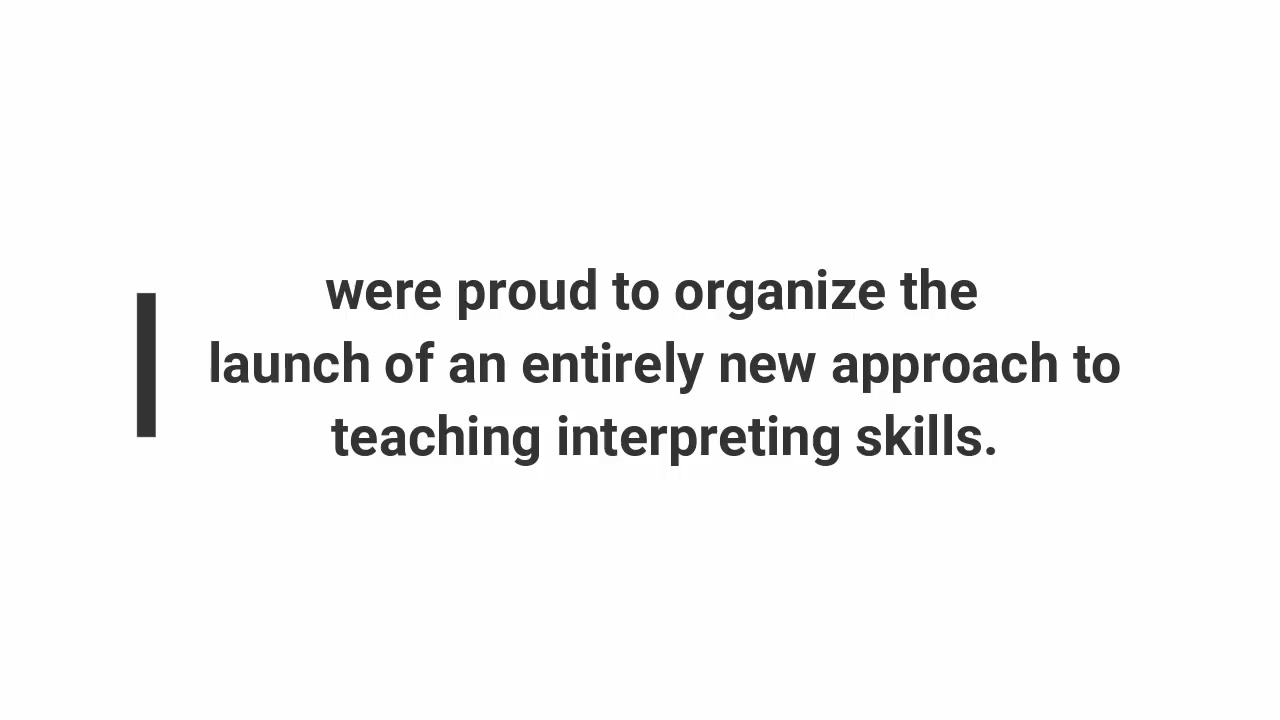 were proud to organize the
launch of an entirely new approach to
teaching interpreting skills.